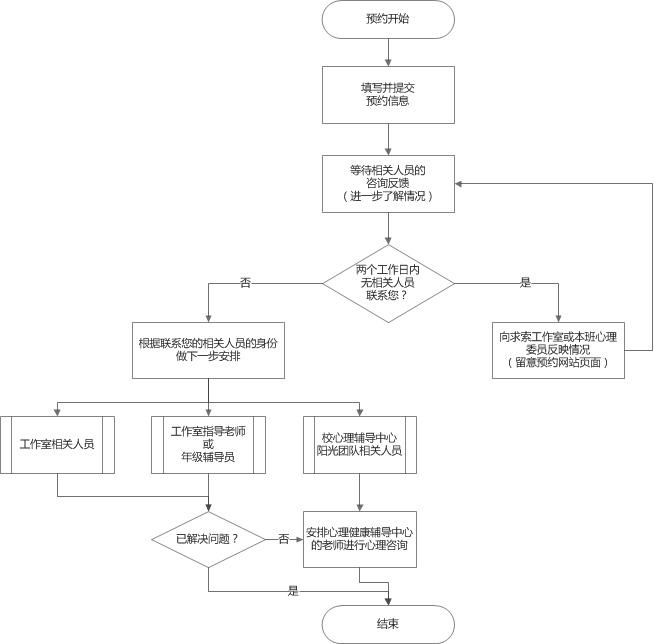 预约开始
填写并提交
预约信息
等待相关人员的
咨询反馈
（进一步了解情况）
两个工作日内
无相关人员
联系您？
否
是
根据联系您的相关人员的身份
做下一步安排
向求索工作室或本班心理
委员反映情况
（留意预约网站页面）
工作室相关人员
工作室指导老师
或
年级辅导员
校心理辅导中心
阳光团队相关人员
已解决问题？
否
安排心理健康辅导中心
的老师进行心理咨询
是
结束